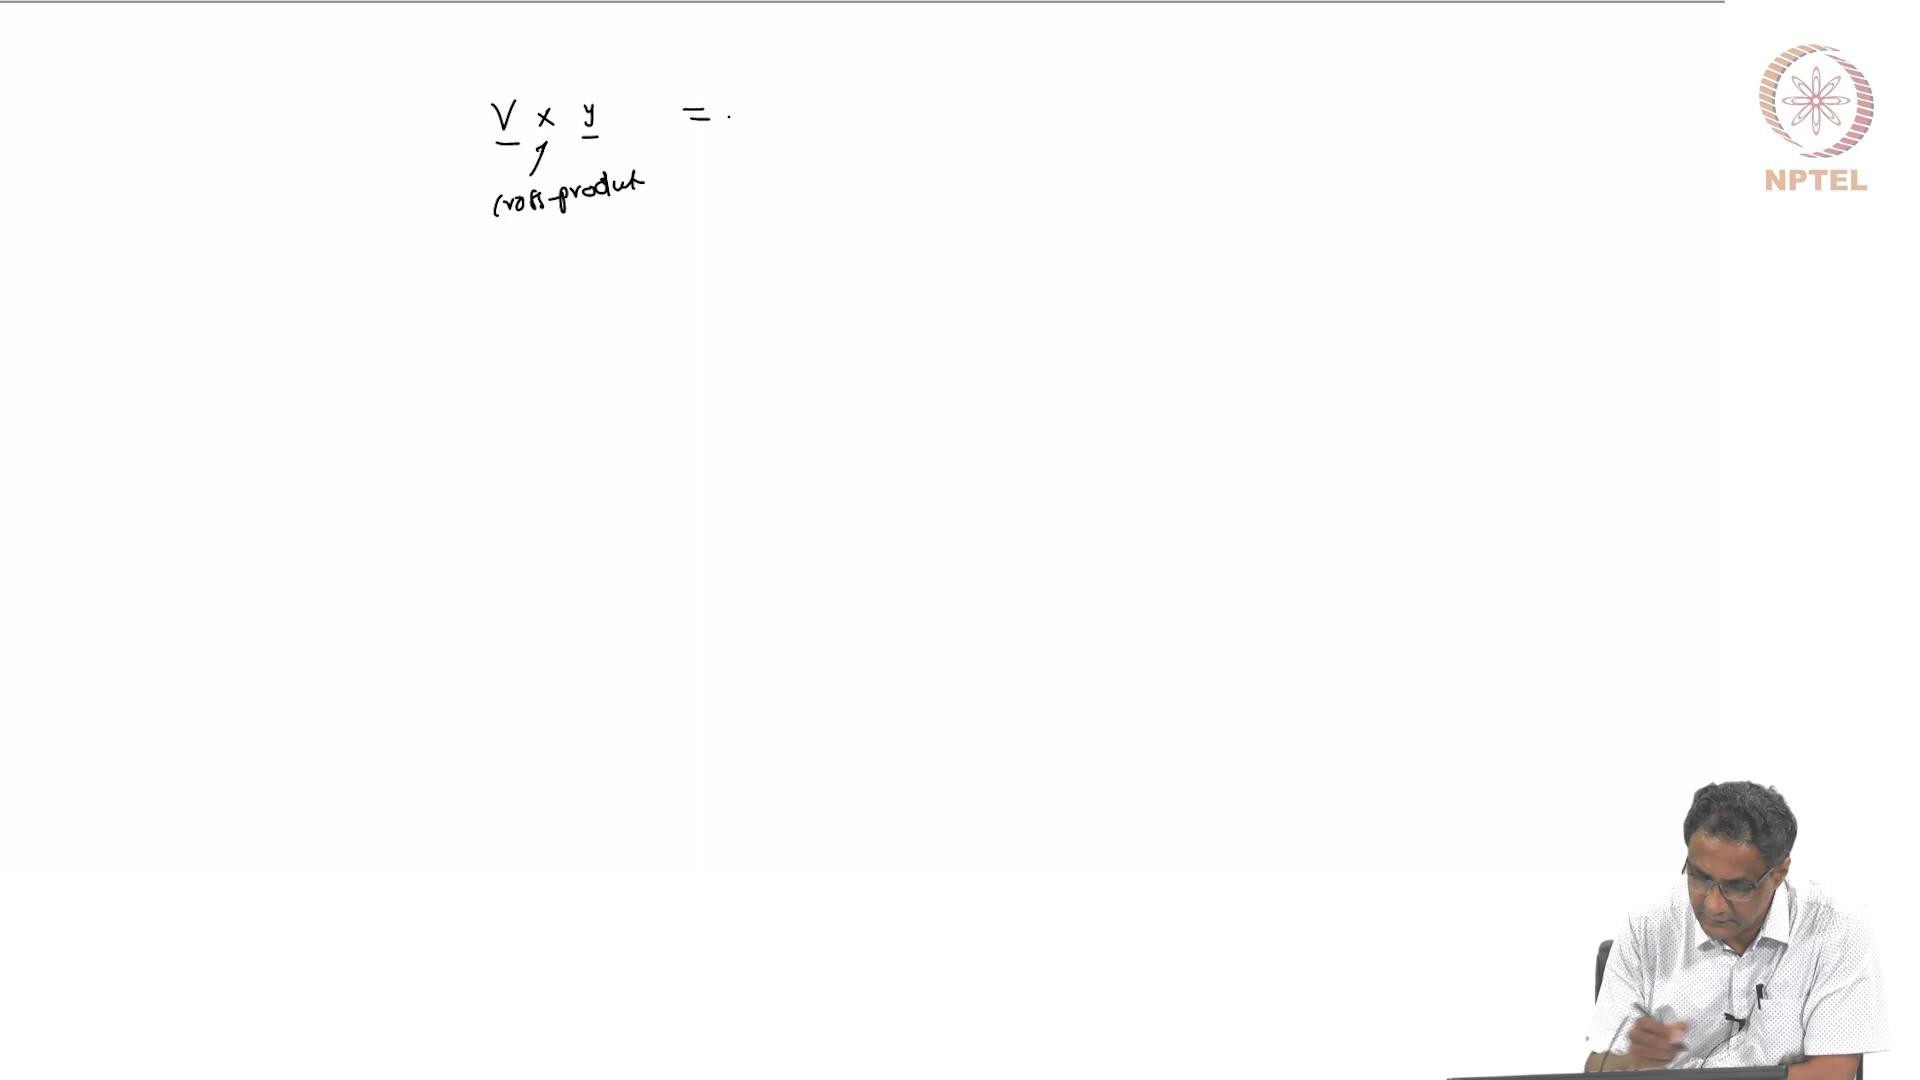 V × y = .
cross-product
NPTEL